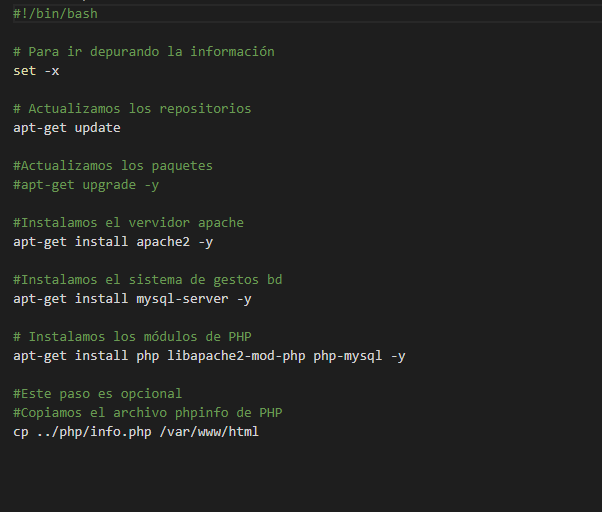 #!/bin/bash
# Para ir depurando la información
set -x
# Actualizamos los repositorios
apt-get update
#Actualizamos los paquetes
#apt-get upgrade -y
#Instalamos el vervidor apache
apt-get install apache2 -y
#Instalamos el sistema de gestos bd
apt-get install mysql-server -y
# Instalamos los módulos de PHP
apt-get install php libapache2-mod-php php-mysql -y
#Este paso es opcional
#Copiamos el archivo phpinfo de PHP
cp ../php/info.php /var/www/html